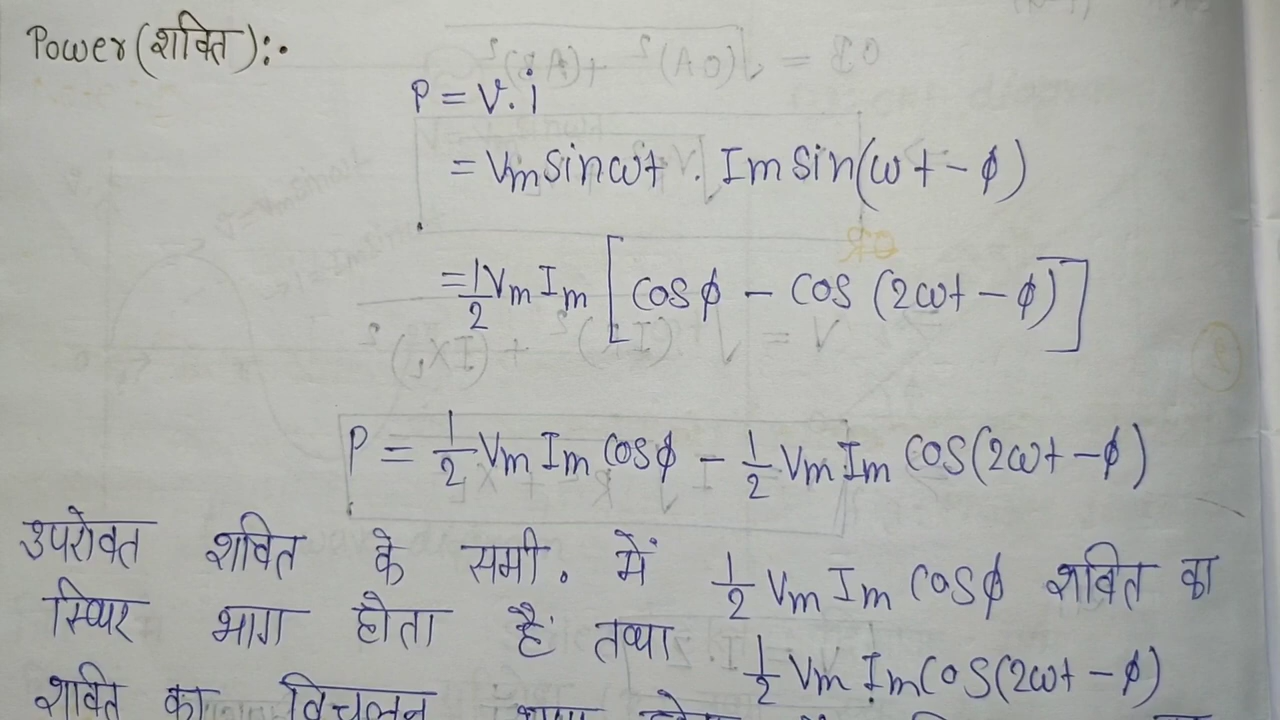 Power (शक्ति):-
P = V.i
= Vm Sin ωt . Im Sin(ωt - ϕ)
= 1/2 Vm Im [cos ϕ - cos (2ωt - ϕ)]
P = 1/2 Vm Im cos ϕ - 1/2 Vm Im cos(2ωt - ϕ)
उपरोक्त शक्ति के समी. में 1/2 Vm Im cos ϕ शक्ति का
स्थिर भाग होता है तथा 1/2 Vm Im cos(2ωt - ϕ)
शक्ति का विचलन